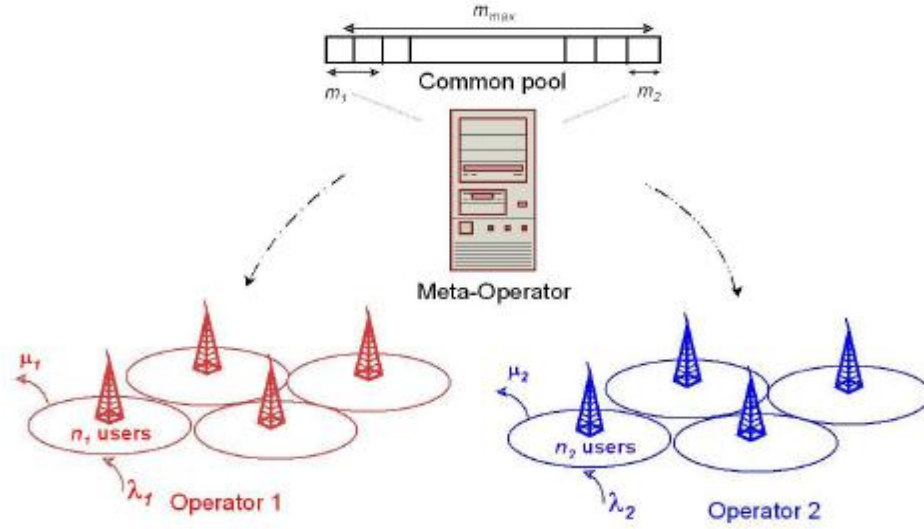 m_max
Common pool
m_1
m_2
Meta-Operator
μ_1
n_1 users
λ_1
Operator 1
μ_2
n_2 users
λ_2
Operator 2